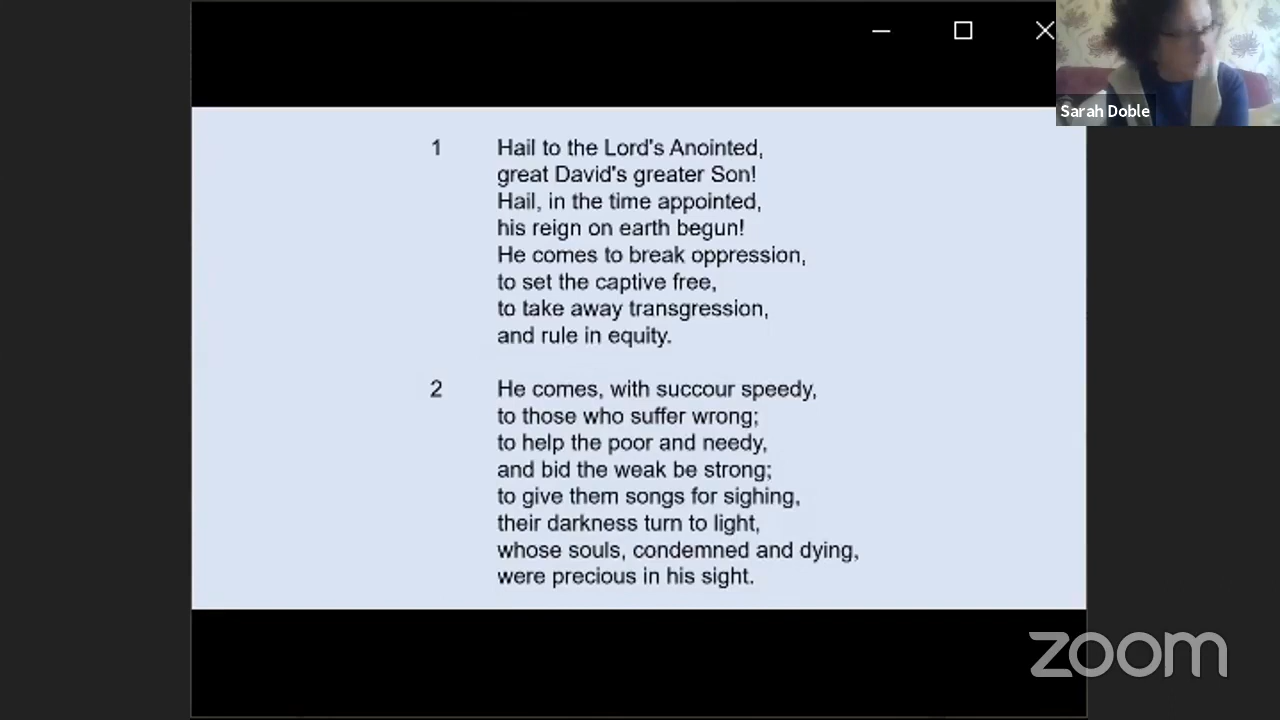 Sarah Doble
1 Hail to the Lord's Anointed,
great David's greater Son!
Hail, in the time appointed,
his reign on earth begun!
He comes to break oppression,
to set the captive free,
to take away transgression,
and rule in equity.
2 He comes, with succour speedy,
to those who suffer wrong;
to help the poor and needy,
and bid the weak be strong;
to give them songs for sighing,
their darkness turn to light,
whose souls, condemned and dying,
were precious in his sight.
zoom